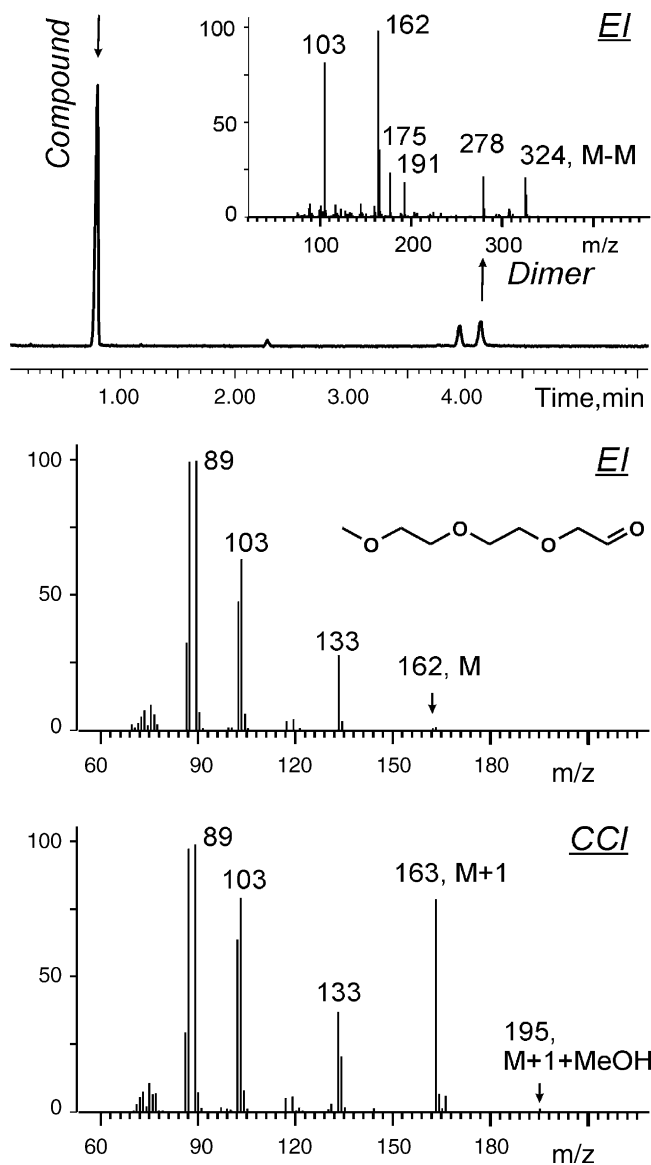 Compound
EI
100
50
0
103
162
175
191
278
324, M-M
100
200
300
m/z
Dimer
1.00
2.00
3.00
4.00
Time,min
EI
100
50
0
89
103
133
162, M
O
O
O
O
60
90
120
150
180
m/z
CCI
100
50
0
89
103
133
163, M+1
195,
M+1+MeOH
60
90
120
150
180
m/z